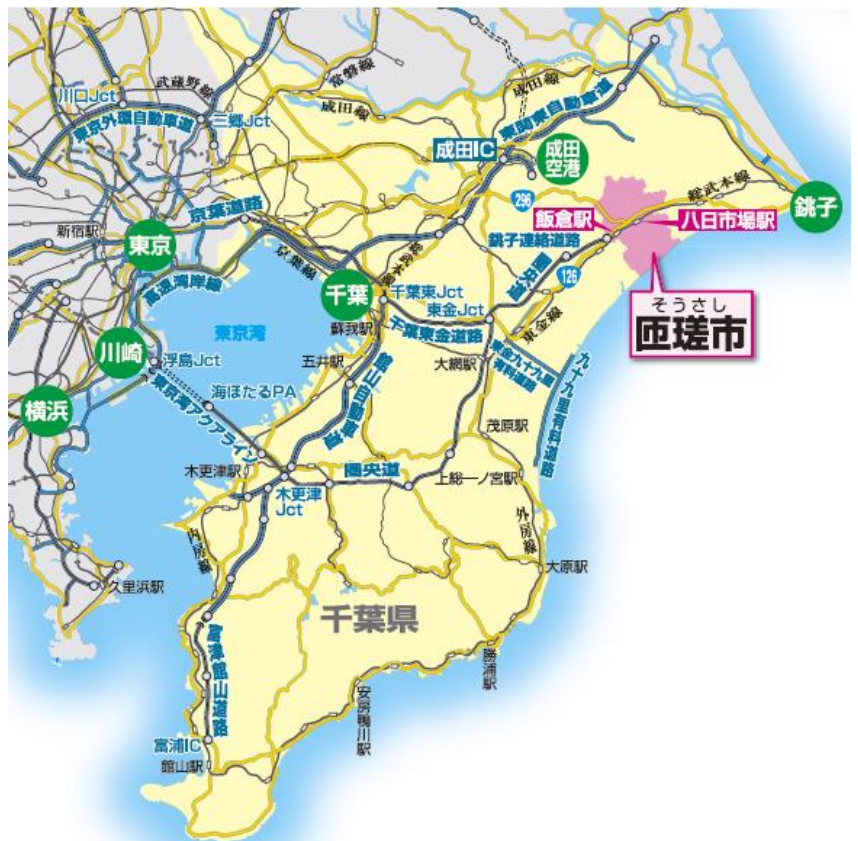 武蔵野線
川口Jct
東京外環自動車道
三郷Jct
常磐線
成田線
成田線
東関東自動車道
成田IC
成田
空港
296
総武本線
飯倉駅
八日市場駅
銚子
銚子連絡道路
圏央道
126
そうさし
匝瑳市
新宿駅
東京
京葉道路
京葉線
総武本線
高速湾岸線
千葉
千葉東Jct
東金Jct
蘇我駅
千葉東金道路
東金線
東京湾
川崎
浮島Jct
五井駅
大網駅
東金九十九里
有料道路
九十九里有料道路
海ほたるPA
東京湾アクアライン
館山自動車道
横浜
茂原駅
木更津駅
圏央道
上総一ノ宮駅
木更津
Jct
内房線
外房線
大原駅
久里浜駅
千葉県
富津館山道路
勝浦駅
安房鴨川駅
富浦IC
館山駅